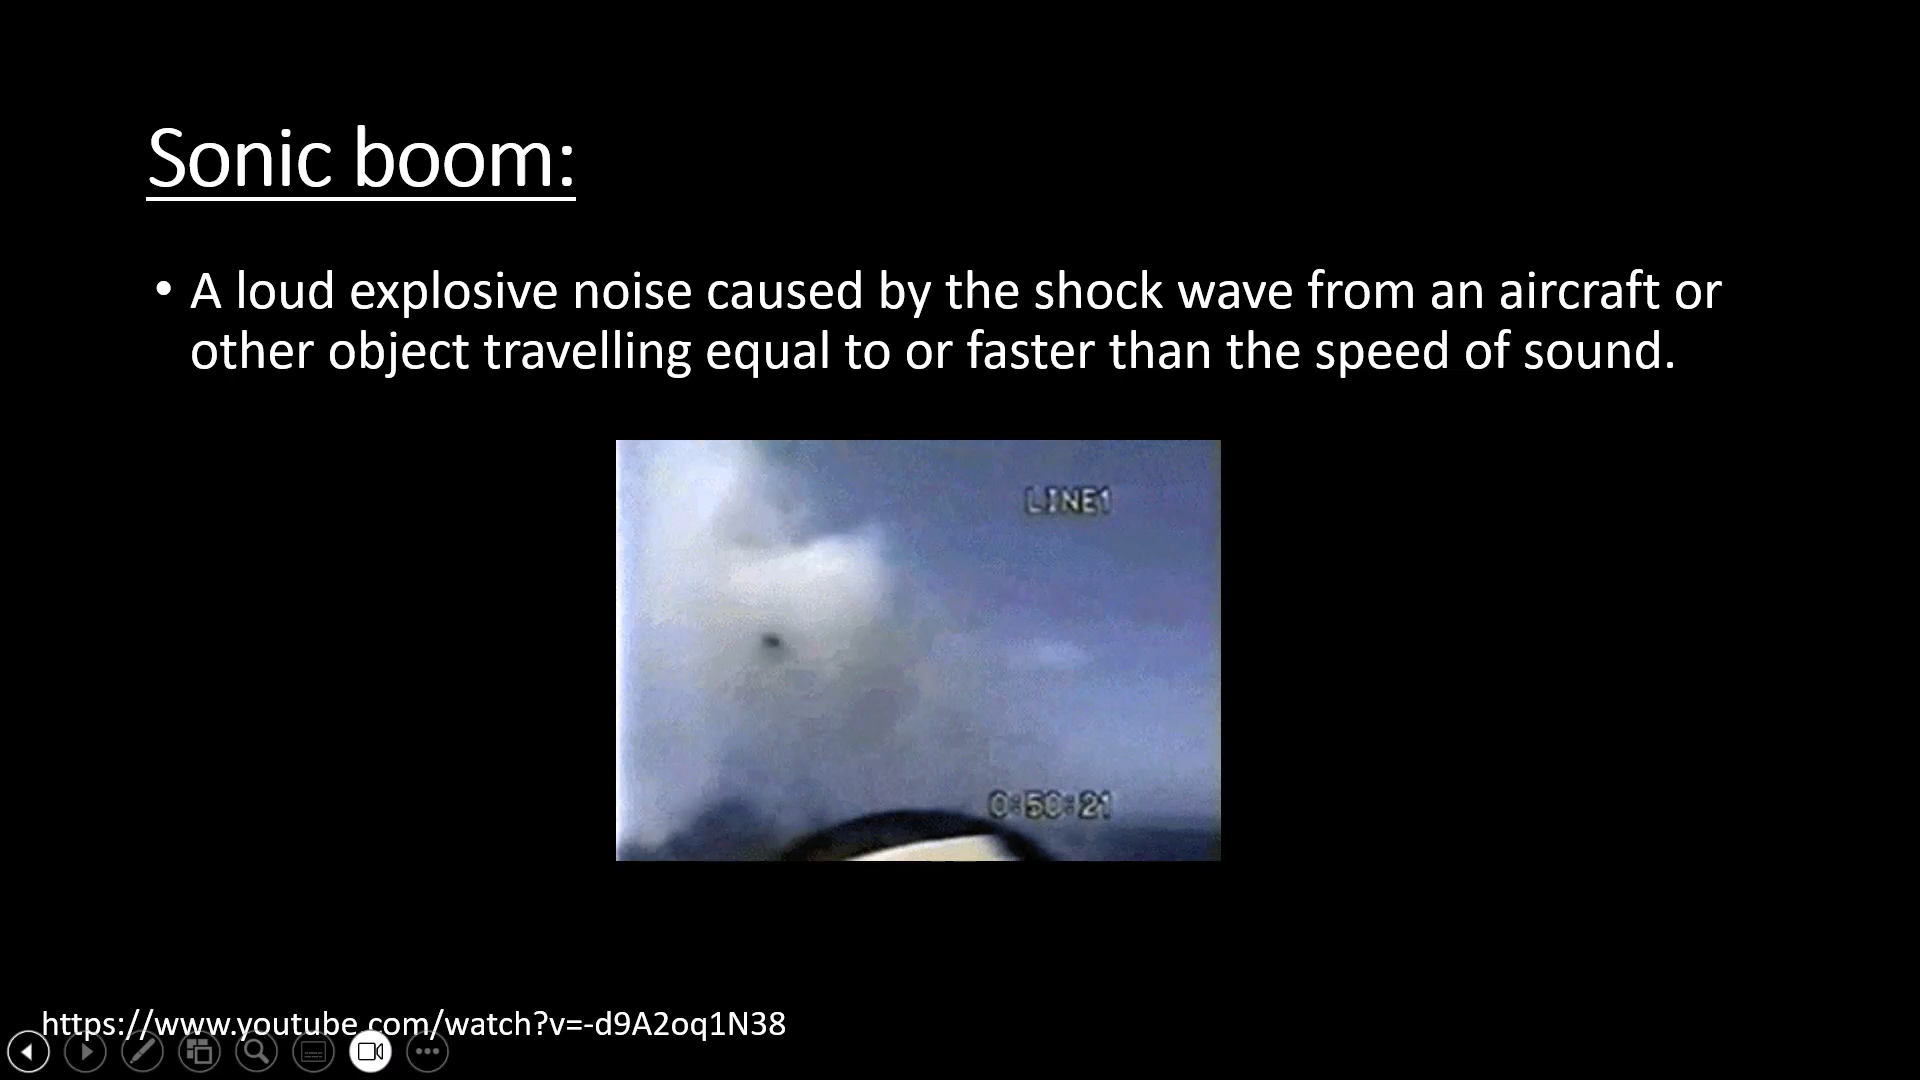 Sonic boom:
• A loud explosive noise caused by the shock wave from an aircraft or
other object travelling equal to or faster than the speed of sound.
LINE1
0:50:21
https://www.youtube.com/watch?v=-d9A2oq1N38